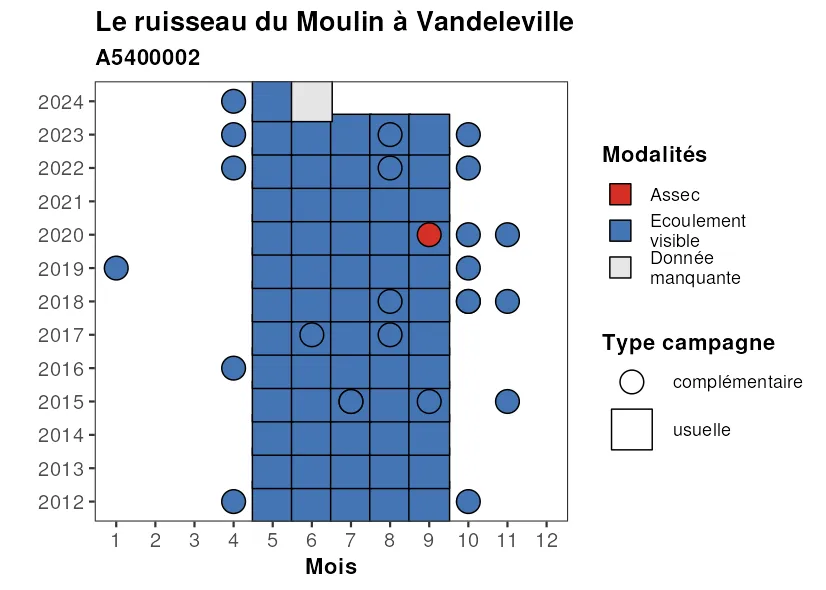 Le ruisseau du Moulin à Vandeleville
A5400002
2024
2023
2022
2021
2020
2019
2018
2017
2016
2015
2014
2013
2012
1 2 3 4 5 6 7 8 9 10 11 12
Mois
Modalités
Assec
Ecoulement
visible
Donnée
manquante
Type campagne
complémentaire
usuelle